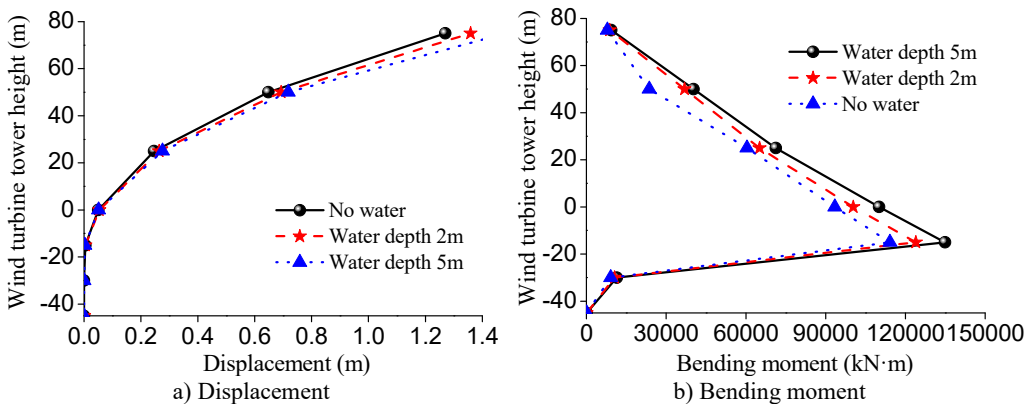 Wind turbine tower height (m)
80
60
40
20
0
-20
-40
0.0 0.2 0.4 0.6 0.8 1.0 1.2 1.4
No water
Water depth 2m
Water depth 5m
Displacement (m)
a) Displacement
Wind turbine tower height (m)
80
60
40
20
0
-20
-40
0 30000 60000 90000 120000 150000
Water depth 5m
Water depth 2m
No water
Bending moment (kN·m)
b) Bending moment